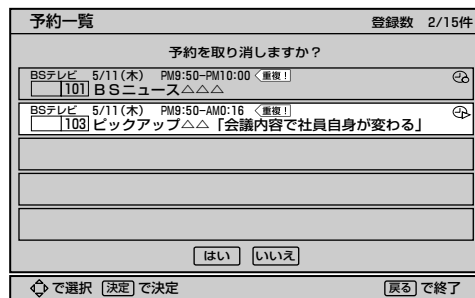 予約一覧 登録数 2/15件
予約を取り消しますか？
BSテレビ 5/11(木) PM9:50-PM10:00 重複！
101 BSニュース△△△
BSテレビ 5/11(木) PM9:50-AM0:16 重複！
103 ピックアップ△△「会議内容で社員自身が変わる」
はい いいえ
で選択 決定 で決定 戻る で終了